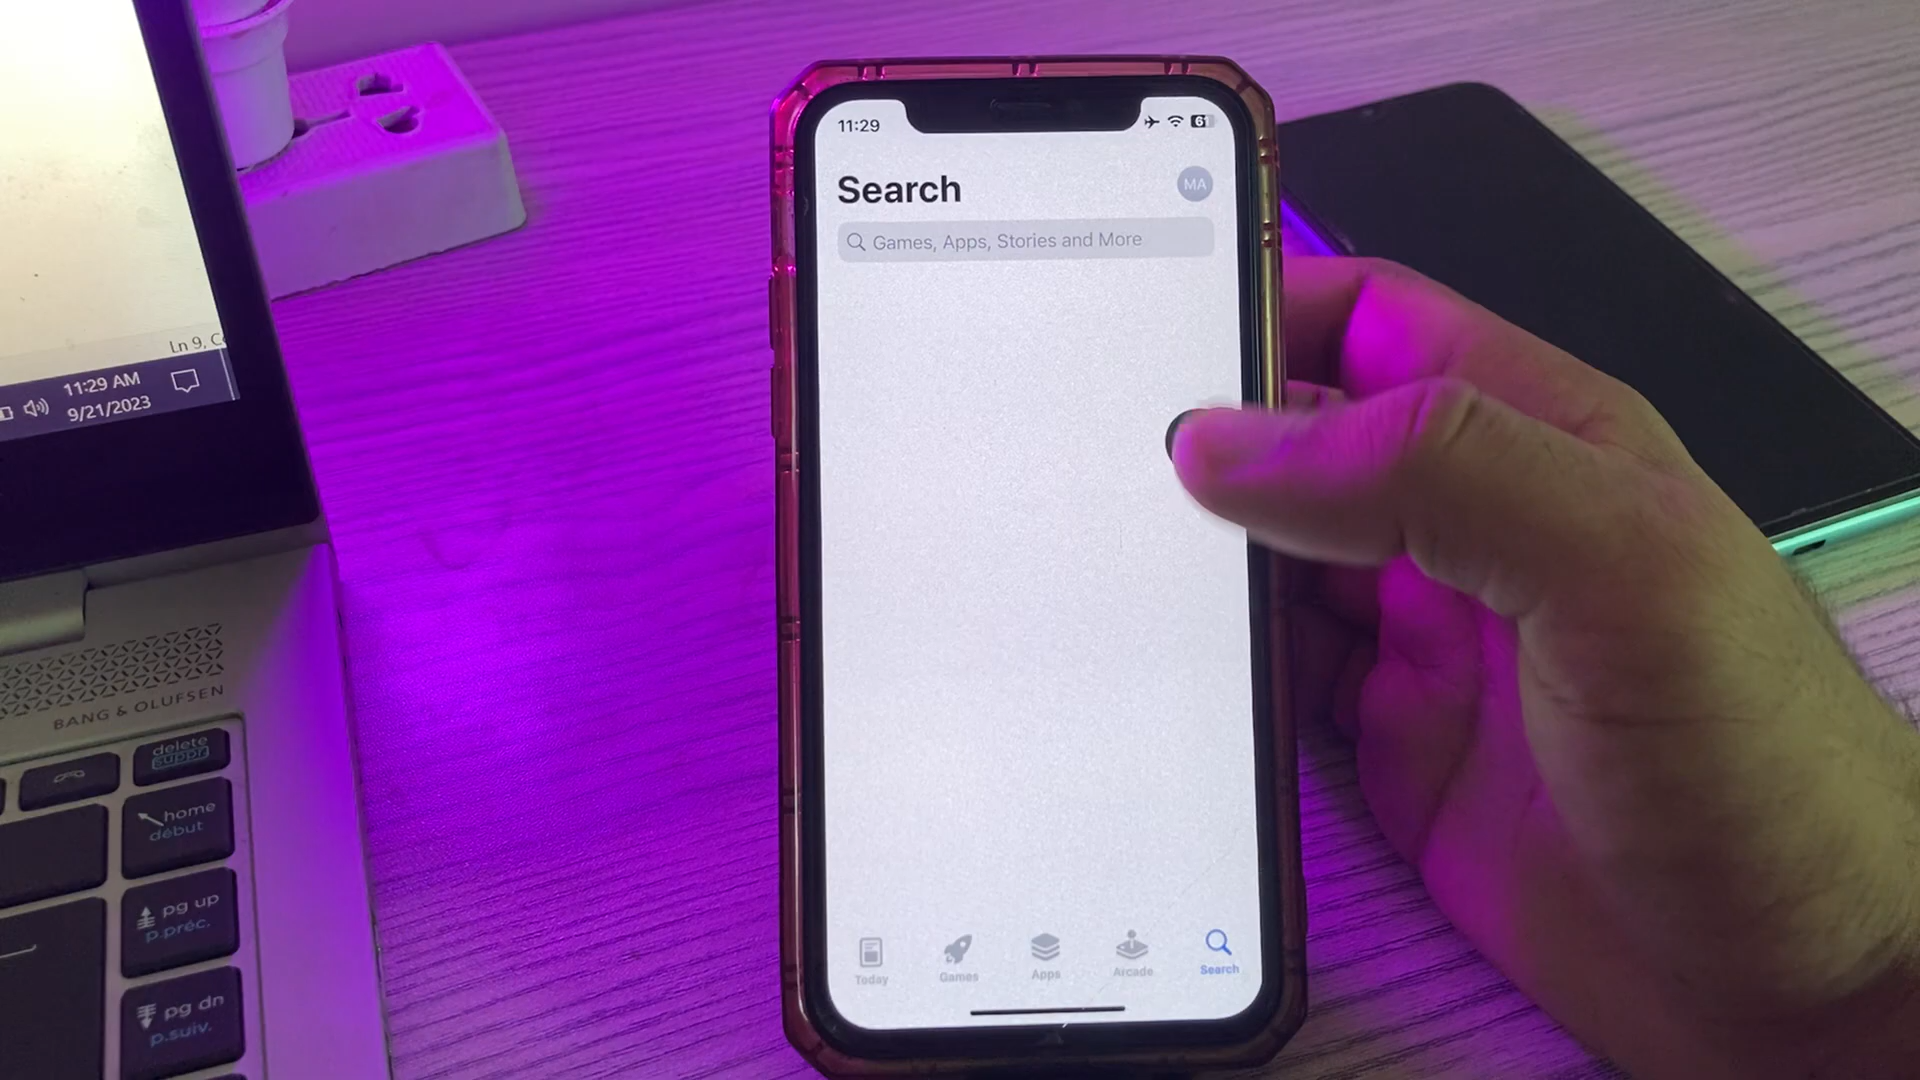 11:29
61
Search
MA
Games, Apps, Stories and More
Today
Games
Apps
Arcade
Search
Ln 9,
11:29 AM
9/21/2023
BANG & OLUFSEN
delete
suppr
home
début
pg up
p.préc.
pg dn
p.suiv.